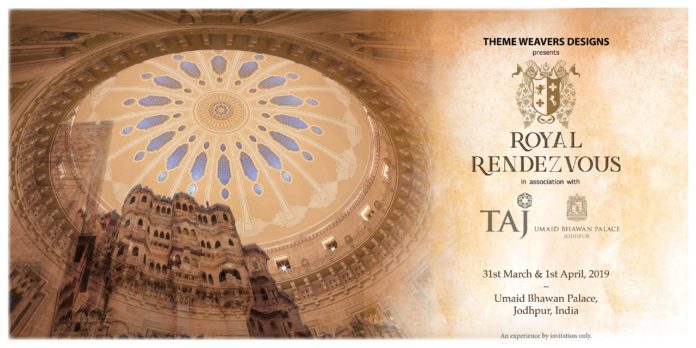 THEME WEAVERS DESIGNS
presents
ROYAL
RENDEZVOUS
in association with
TAJ
UMAID BHAWAN PALACE
JODHPUR
31st March & 1st April, 2019
~
Umaid Bhawan Palace,
Jodhpur, India
An experience by invitation only.